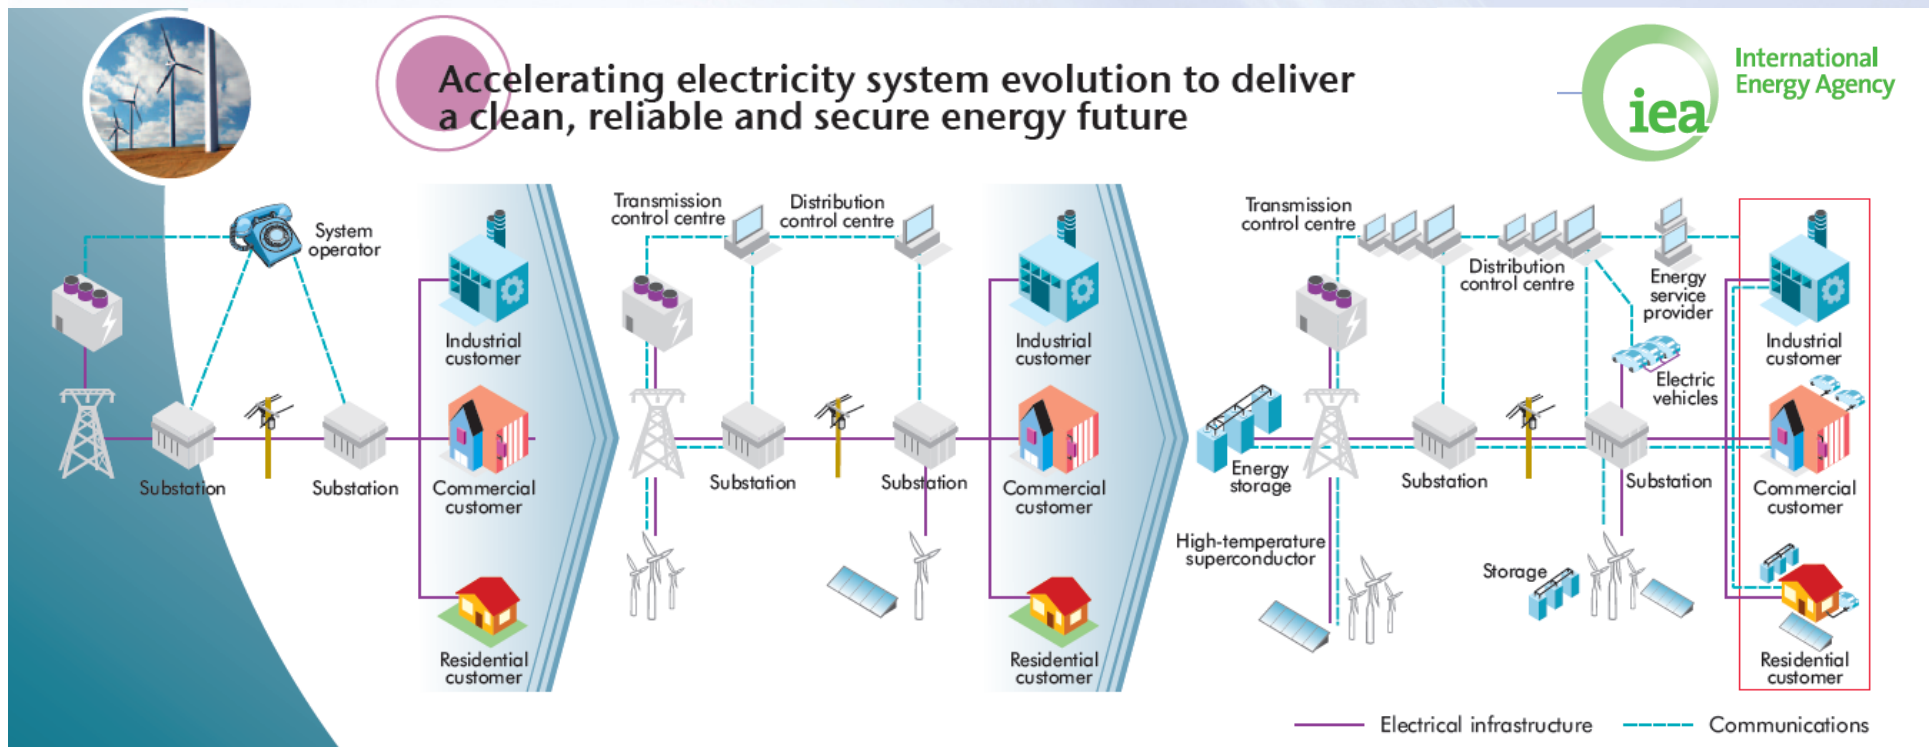 Accelerating electricity system evolution to deliver
a clean, reliable and secure energy future
iea
International
Energy Agency
System
operator
Substation
Substation
Industrial
customer
Commercial
customer
Residential
customer
Transmission
control centre
Distribution
control centre
Substation
Substation
Industrial
customer
Commercial
customer
Residential
customer
Transmission
control centre
Distribution
control centre
Energy
service
provider
Electric
vehicles
Energy
storage
Substation
Substation
High-temperature
superconductor
Storage
Industrial
customer
Commercial
customer
Residential
customer
Electrical infrastructure
Communications